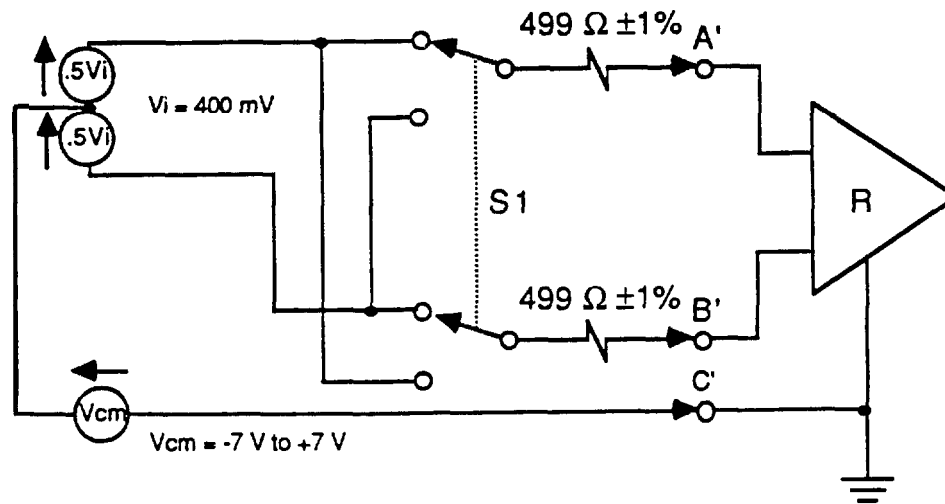 499 Ω ±1%
A'
.5Vi
Vi = 400 mV
.5Vi
S1
R
499 Ω ±1%
B'
C'
Vcm
Vcm = -7 V to +7 V